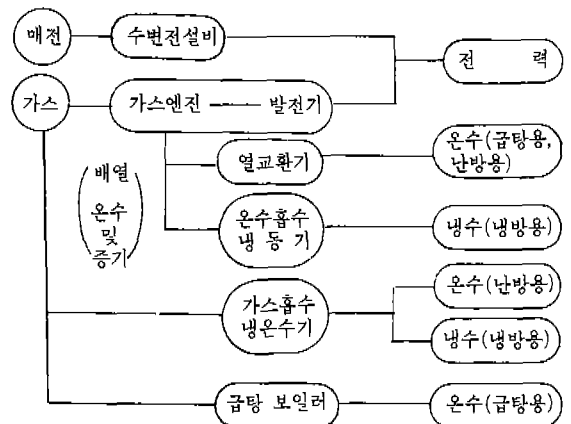 매전
수변전설비
전 력
가스
가스엔진 발전기
열교환기
온수(급탕용,
난방용)
배열
온수
및
증기
온수흡수
냉 동 기
냉수(냉방용)
가스흡수
냉온수기
온수(난방용)
냉수(냉방용)
급탕 보일러
온수(급탕용)